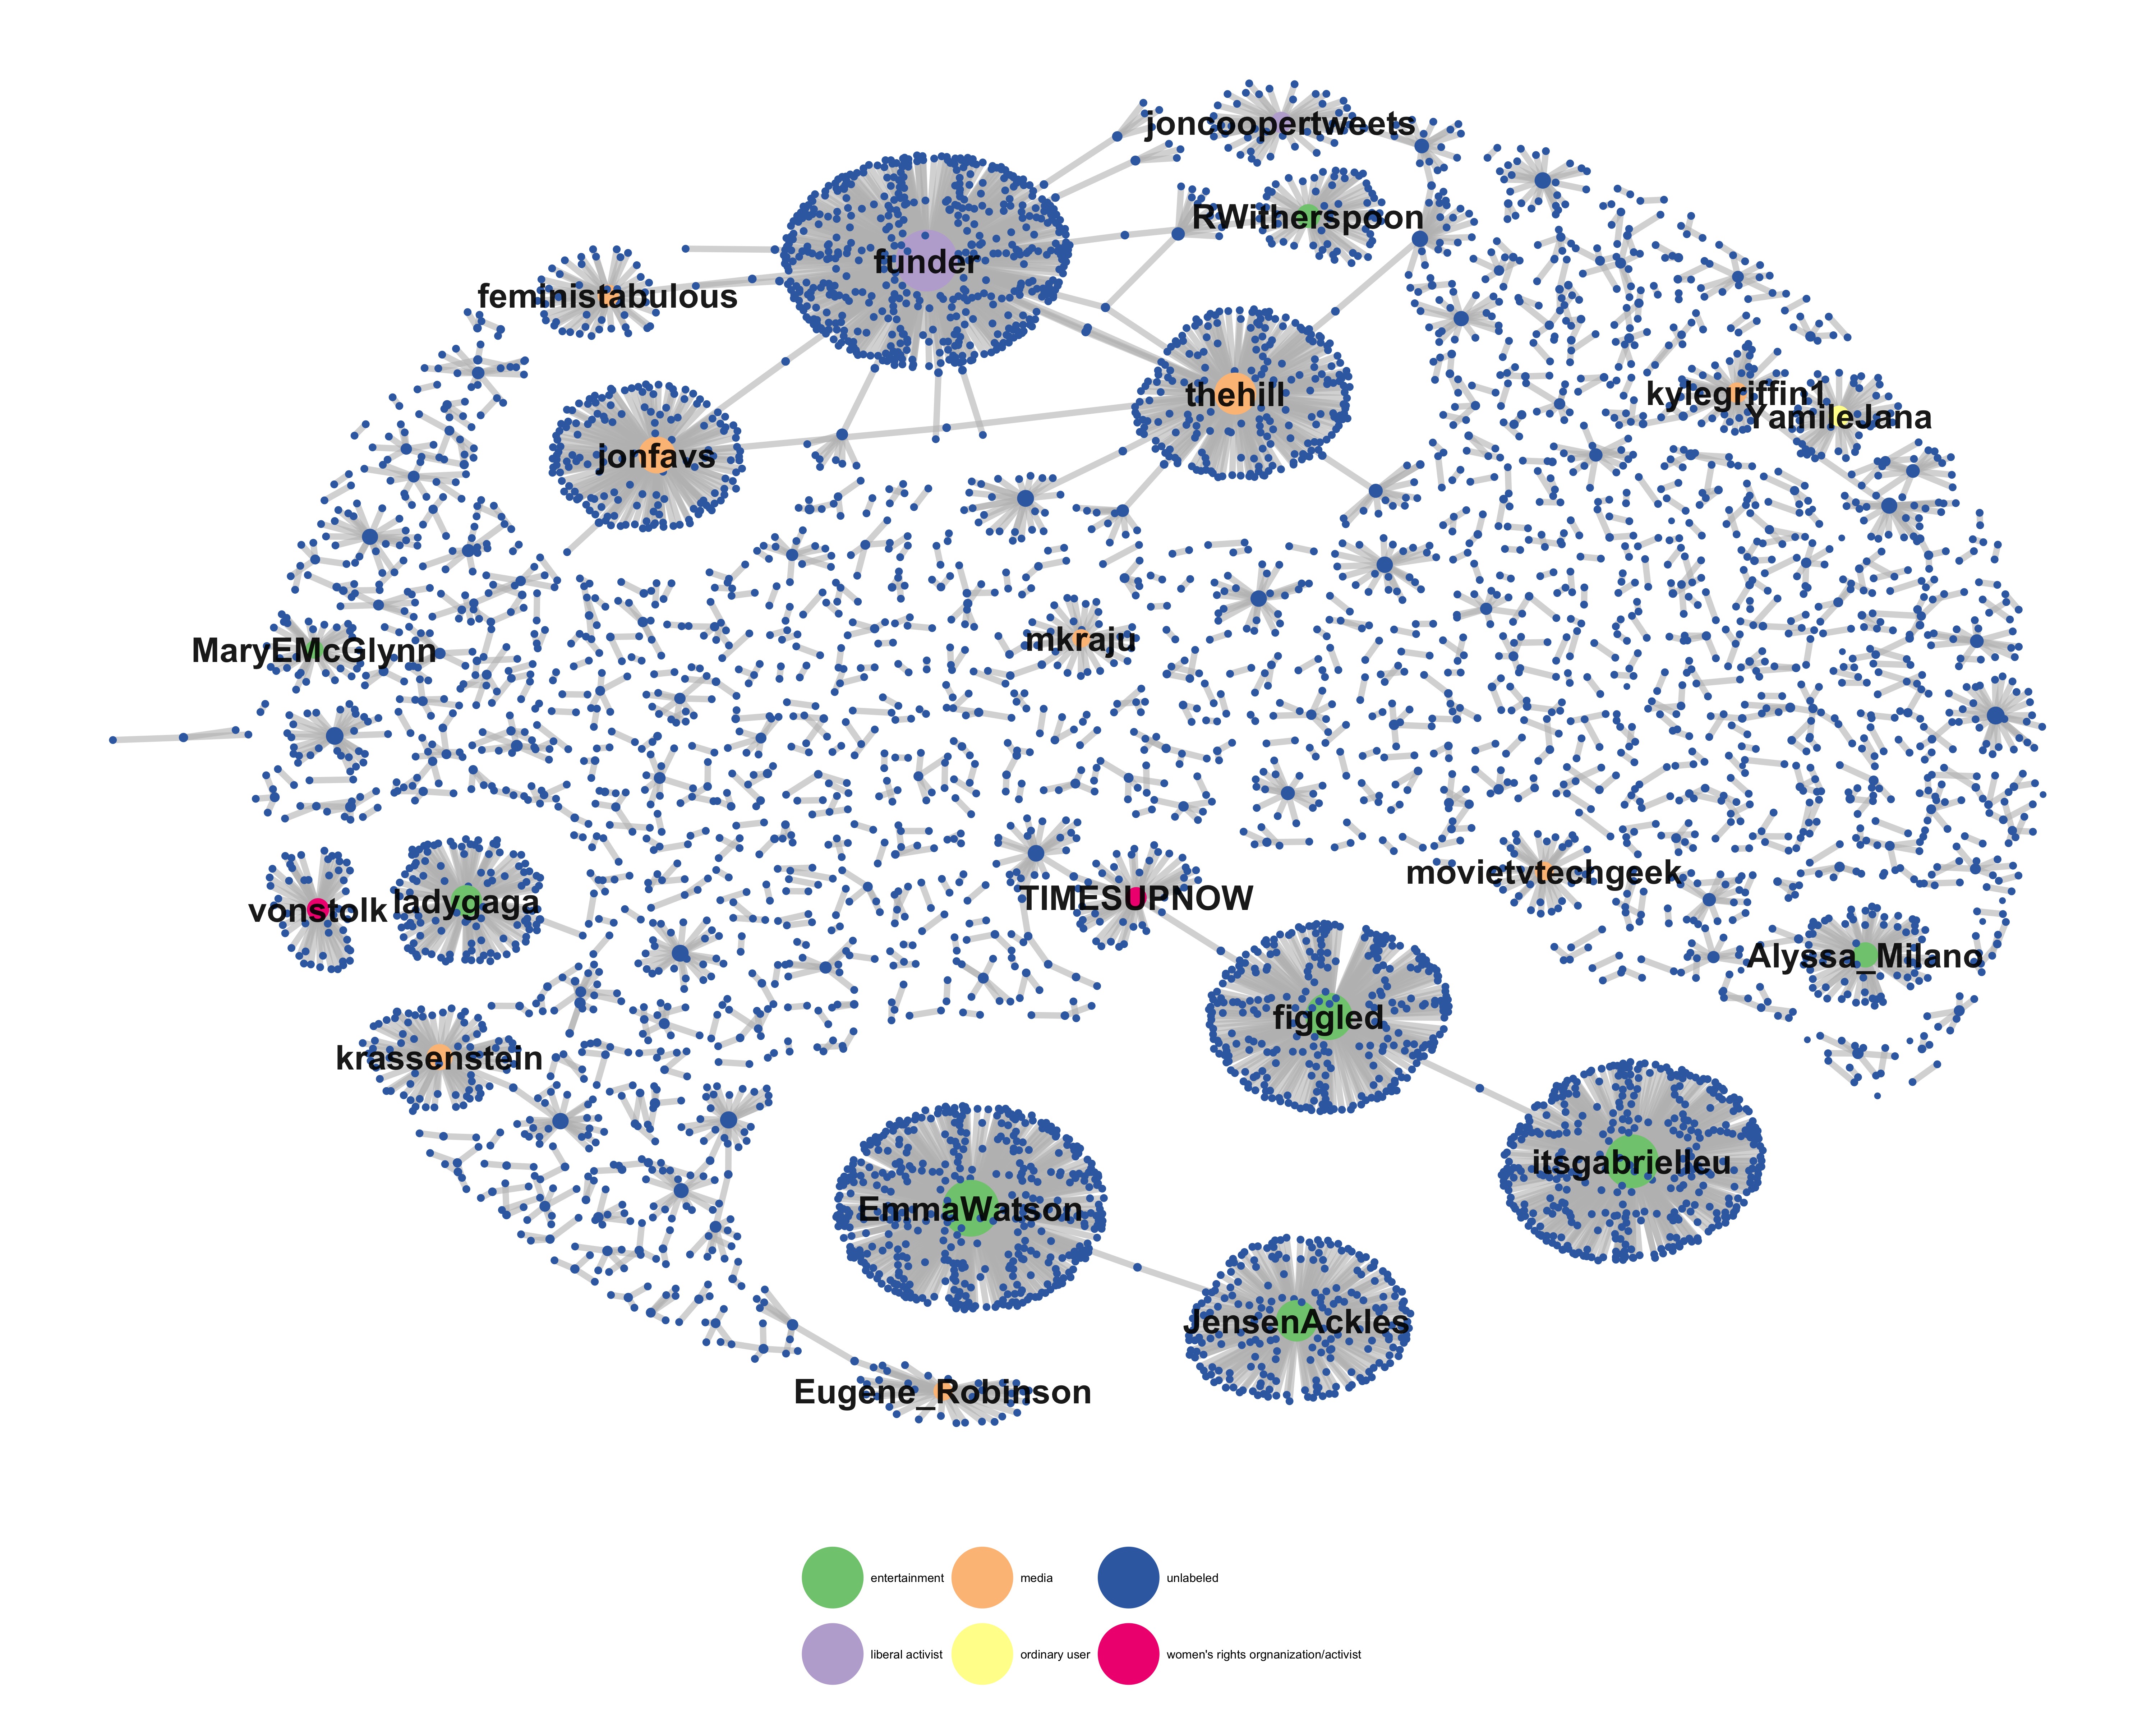 joncoopertweets
RWitherspoon
funder
feministabulous
thehill
kylegriffin1
YamileJana
jonfavs
mkraju
MaryEMcGlynn
movietvtechgeek
TIMESUPNOW
ladygaga
vonstolk
Alyssa_Milano
figgled
krassenstein
itsgabrielleu
EmmaWatson
JensenAckles
Eugene_Robinson
entertainment media unlabeled
liberal activist ordinary user women's rights orgnanization/activist